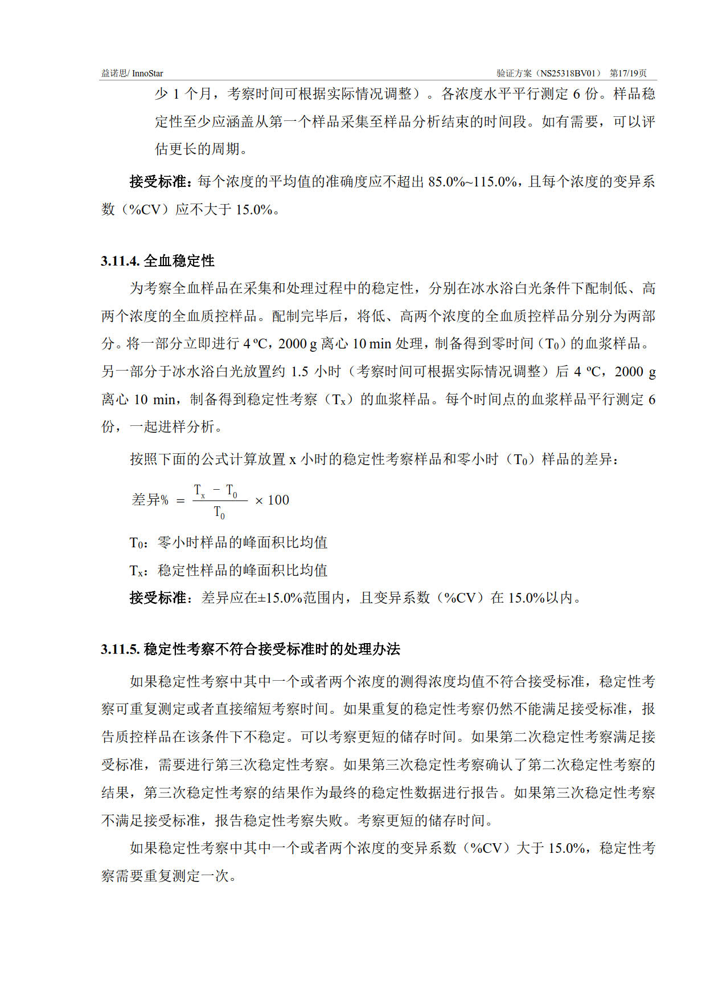 益诺思/ InnoStar 验证方案（NS25318BV01） 第17/19页
少 1 个月，考察时间可根据实际情况调整）。各浓度水平平行测定 6 份。样品稳
定性至少应涵盖从第一个样品采集至样品分析结束的时间段。如有需要，可以评
估更长的周期。
接受标准：每个浓度的平均值的准确度应不超出 85.0%~115.0%，且每个浓度的变异系
数（%CV）应不大于 15.0%。
3.11.4. 全血稳定性
为考察全血样品在采集和处理过程中的稳定性，分别在冰水浴白光条件下配制低、高
两个浓度的全血质控样品。配制完毕后，将低、高两个浓度的全血质控样品分别分为两部
分。将一部分立即进行 4 ºC，2000 g 离心 10 min 处理，制备得到零时间（T0）的血浆样品。
另一部分于冰水浴白光放置约 1.5 小时（考察时间可根据实际情况调整）后 4 ºC，2000 g
离心 10 min，制备得到稳定性考察（Tx）的血浆样品。每个时间点的血浆样品平行测定 6
份，一起进样分析。
按照下面的公式计算放置 x 小时的稳定性考察样品和零小时（T0）样品的差异：
差异% = (Tx − T0) / T0 × 100
T0：零小时样品的峰面积比均值
Tx：稳定性样品的峰面积比均值
接受标准：差异应在±15.0%范围内，且变异系数（%CV）在 15.0%以内。
3.11.5. 稳定性考察不符合接受标准时的处理办法
如果稳定性考察中其中一个或者两个浓度的测得浓度均值不符合接受标准，稳定性考
察可重复测定或者直接缩短考察时间。如果重复的稳定性考察仍然不能满足接受标准，报
告质控样品在该条件下不稳定。可以考察更短的储存时间。如果第二次稳定性考察满足接
受标准，需要进行第三次稳定性考察。如果第三次稳定性考察确认了第二次稳定性考察的
结果，第三次稳定性考察的结果作为最终的稳定性数据进行报告。如果第三次稳定性考察
不满足接受标准，报告稳定性考察失败。考察更短的储存时间。
如果稳定性考察中其中一个或者两个浓度的变异系数（%CV）大于 15.0%，稳定性考
察需要重复测定一次。